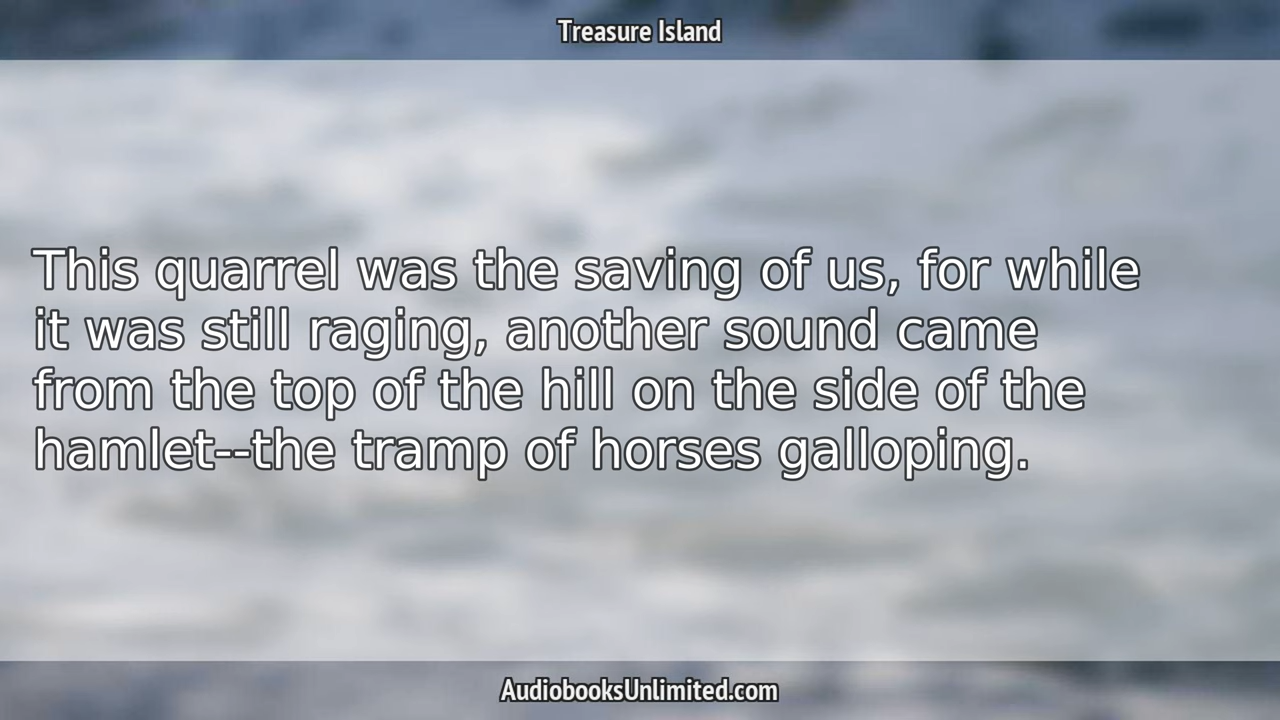 Treasure Island
This quarrel was the saving of us, for while
it was still raging, another sound came
from the top of the hill on the side of the
hamlet--the tramp of horses galloping.
AudiobooksUnlimited.com